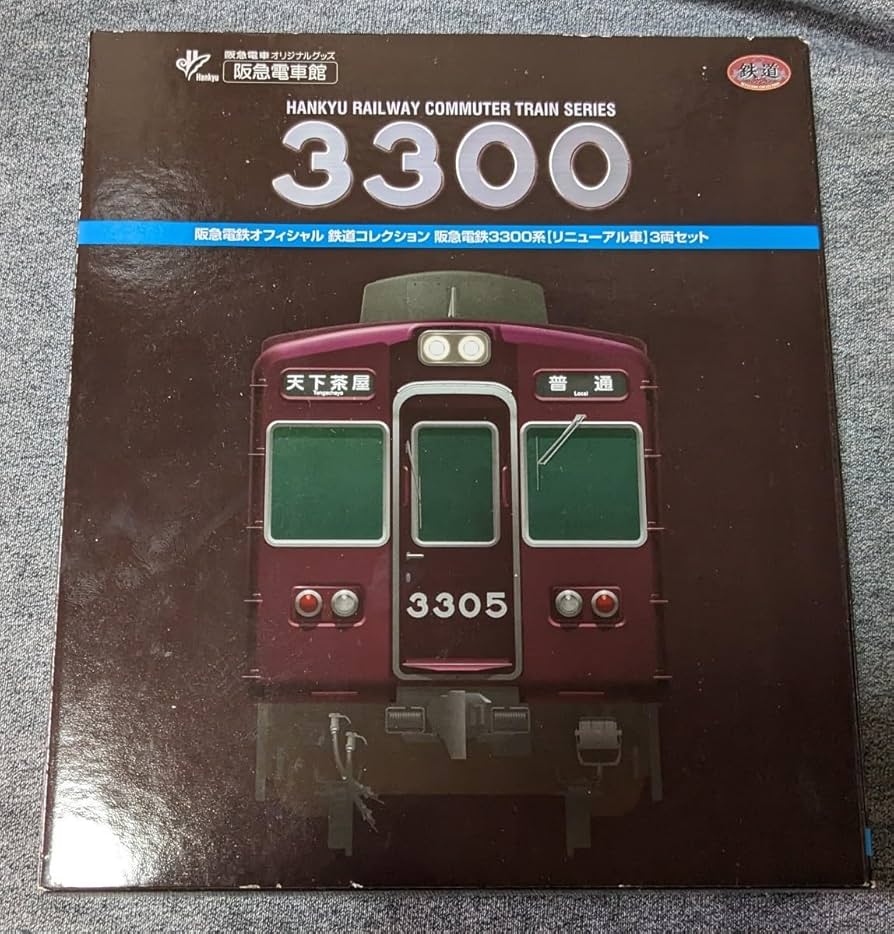 阪急電車オリジナルグッズ
Hankyu 阪急電車館
鉄道
HANKYU RAILWAY COMMUTER TRAIN SERIES
3300
阪急電鉄オフィシャル 鉄道コレクション 阪急電鉄3300系【リニューアル車】3両セット
天下茶屋
Tengachaya
普通
Local
3305